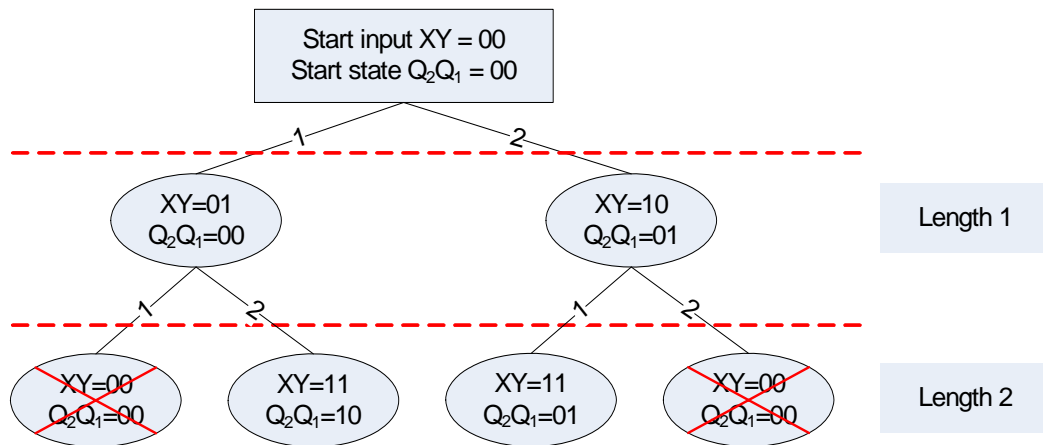 Start input XY = 00
Start state Q₂Q₁ = 00
1
2
XY=01
Q₂Q₁=00
XY=10
Q₂Q₁=01
Length 1
1
2
1
2
XY=00
Q₂Q₁=00
XY=11
Q₂Q₁=10
XY=11
Q₂Q₁=01
XY=00
Q₂Q₁=00
Length 2